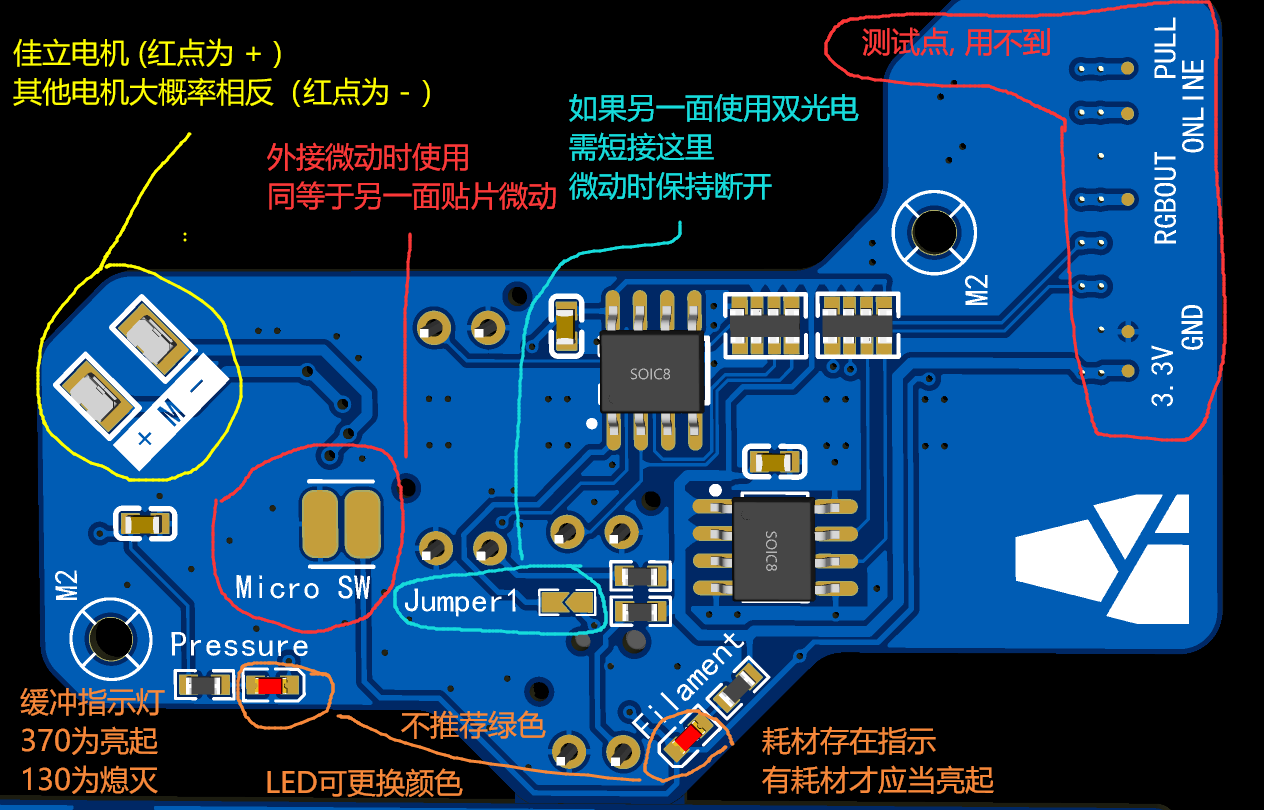 佳立电机 (红点为 + )
其他电机大概率相反（红点为 - ）
外接微动时使用
同等于另一面贴片微动
如果另一面使用双光电
需短接这里
微动时保持断开
测试点, 用不到
PULL
ONLINE
RGBOUT
GND
3.3V
M2
SOIC8
SOIC8
+ M -
Micro SW
M2
Jumper1
Pressure
Filament
缓冲指示灯
370为亮起
130为熄灭
不推荐绿色
LED可更换颜色
耗材存在指示
有耗材才应当亮起